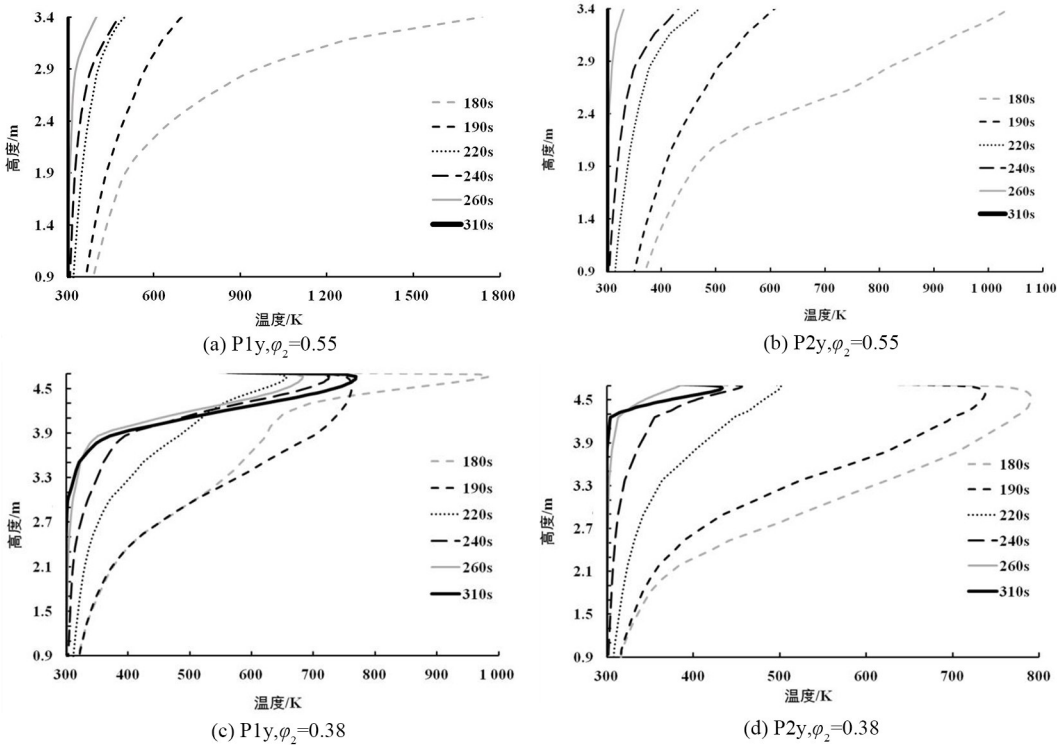 3.4
2.9
2.4
1.9
1.4
0.9
高度/m
300 600 900 1 200 1 500 1 800
温度/K
180s
190s
220s
240s
260s
310s
(a) P1y,φ2=0.55
3.4
2.9
2.4
1.9
1.4
0.9
高度/m
300 400 500 600 700 800 900 1 000 1 100
温度/K
180s
190s
220s
240s
260s
310s
(b) P2y,φ2=0.55
4.5
3.9
3.3
2.7
2.1
1.5
0.9
高度/m
300 400 500 600 700 800 900 1 000
温度/K
180s
190s
220s
240s
260s
310s
(c) P1y,φ2=0.38
4.5
3.9
3.3
2.7
2.1
1.5
0.9
高度/m
300 400 500 600 700 800
温度/K
180s
190s
220s
240s
260s
310s
(d) P2y,φ2=0.38